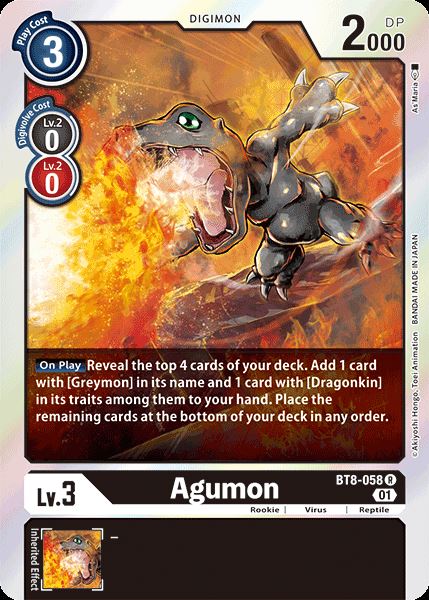 Play Cost
3
DIGIMON
DP
2000
Digivolve Cost
Lv.2
0
Lv.2
0
As'Maria
©Akiyoshi Hongo, Toei Animation BANDAI MADE IN JAPAN
On Play Reveal the top 4 cards of your deck. Add 1 card
with [Greymon] in its name and 1 card with [Dragonkin]
in its traits among them to your hand. Place the
remaining cards at the bottom of your deck in any order.
Lv.3
Agumon
BT8-058 R
01
Rookie | Virus | Reptile
Inherited Effect
–